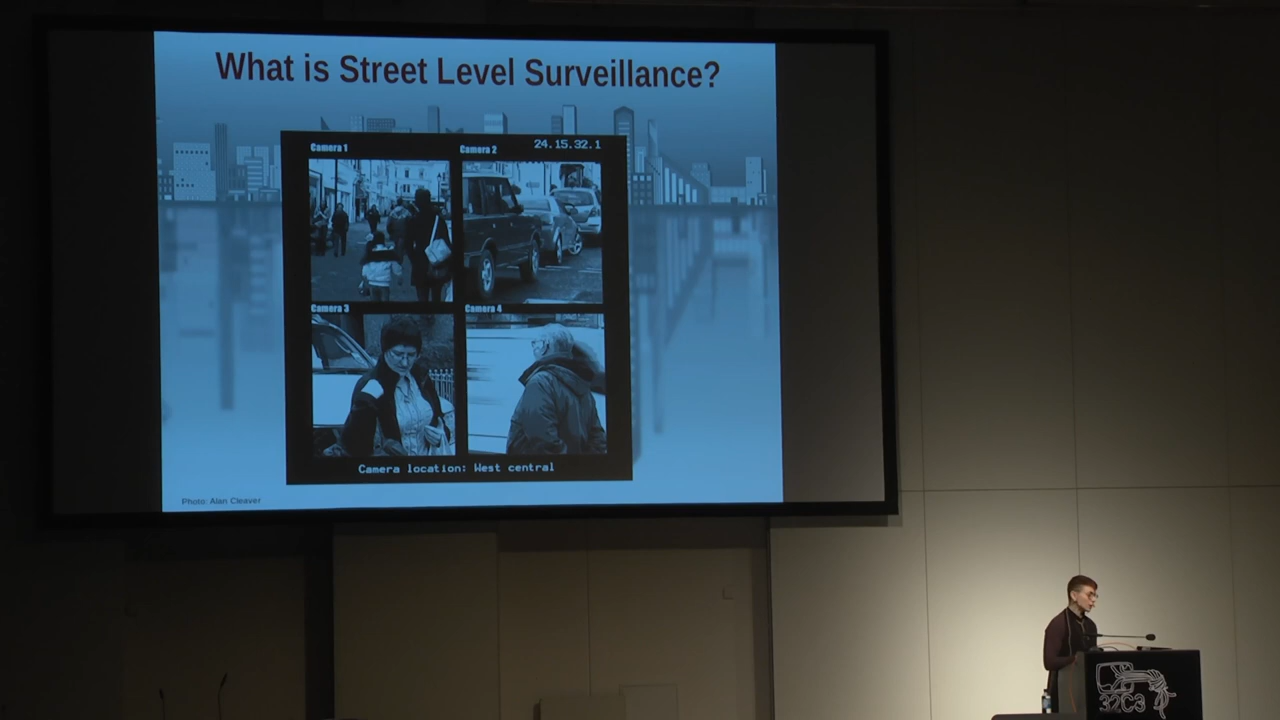 What is Street Level Surveillance?
Camera 1
Camera 2
24.15.32.1
Camera 3
Camera 4
Camera location: West central
Photo: Alan Cleaver
32C3